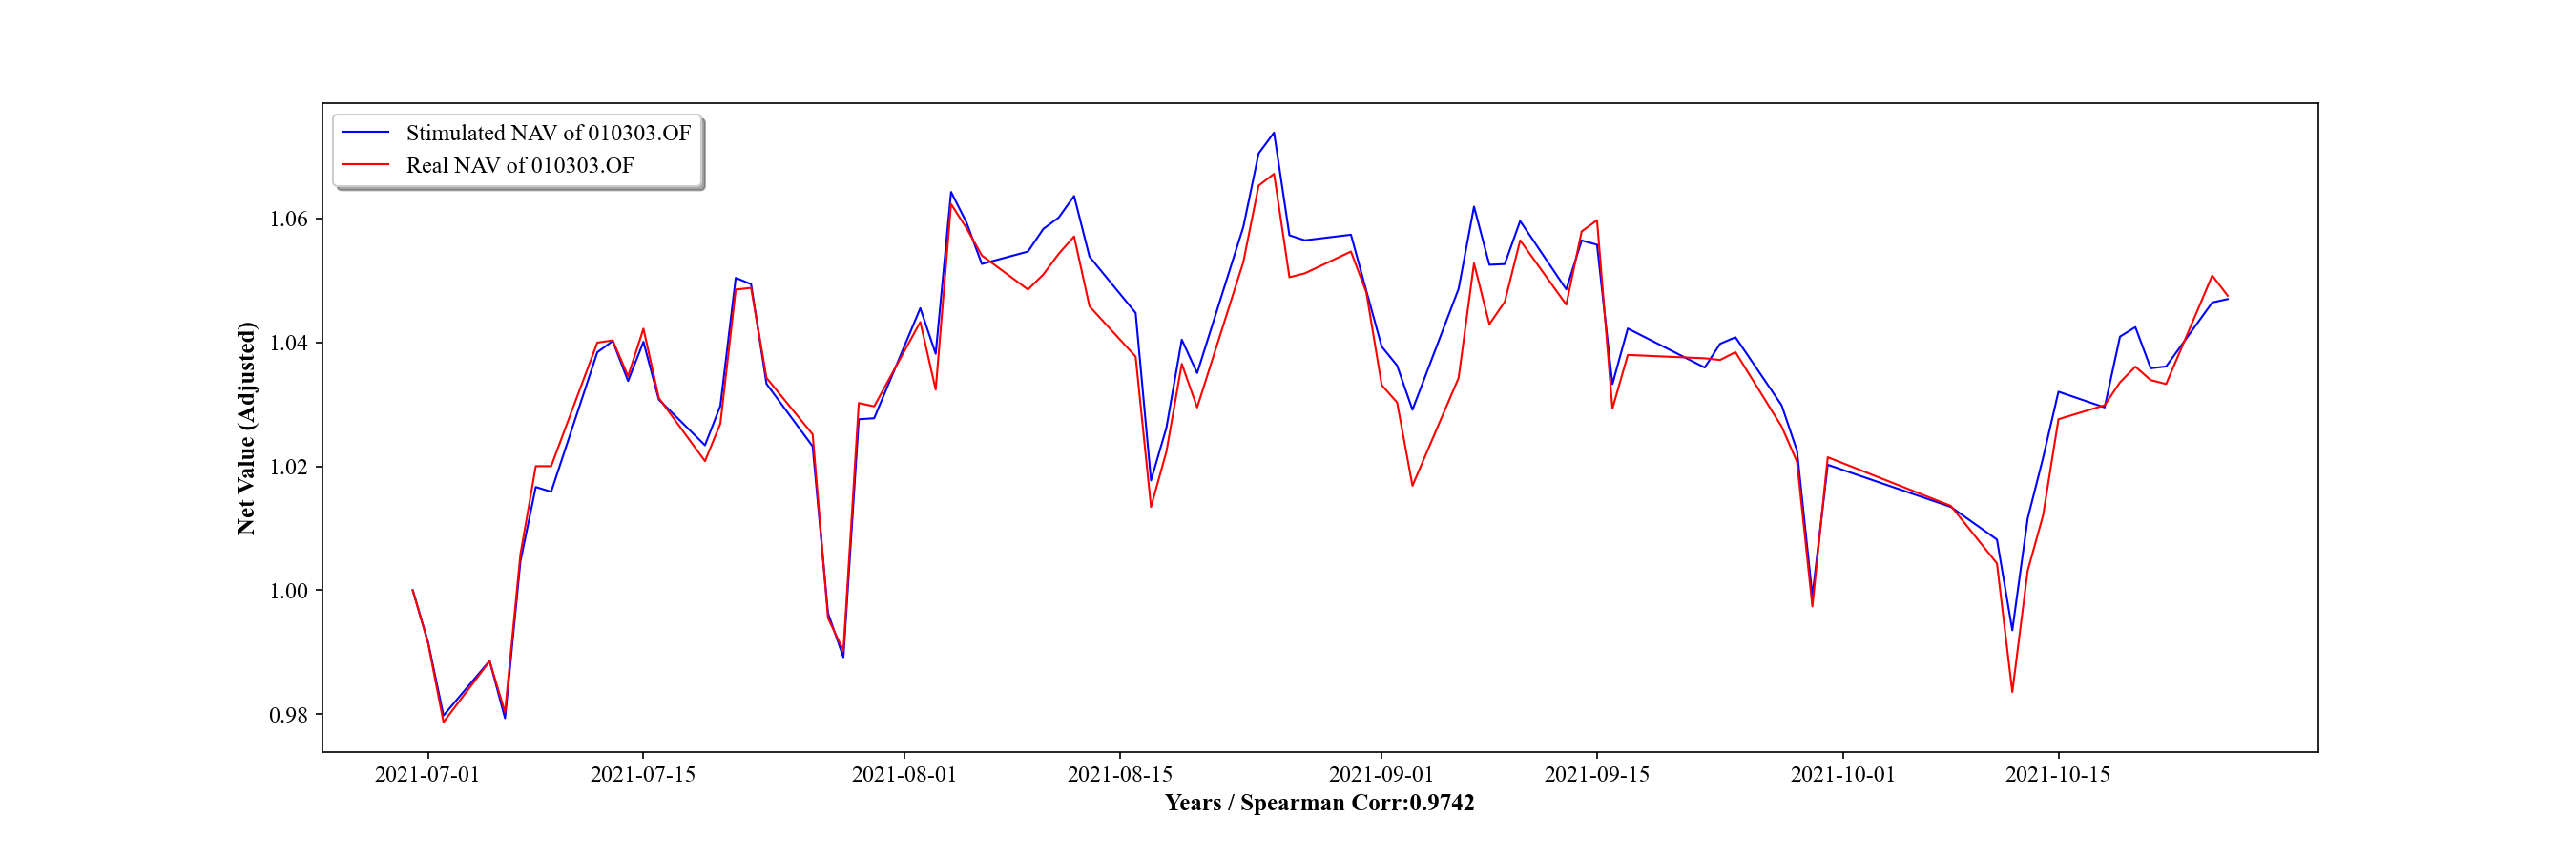 Stimulated NAV of 010303.OF
Real NAV of 010303.OF
Net Value (Adjusted)
1.06
1.04
1.02
1.00
0.98
2021-07-01 2021-07-15 2021-08-01 2021-08-15 2021-09-01 2021-09-15 2021-10-01 2021-10-15
Years / Spearman Corr:0.9742